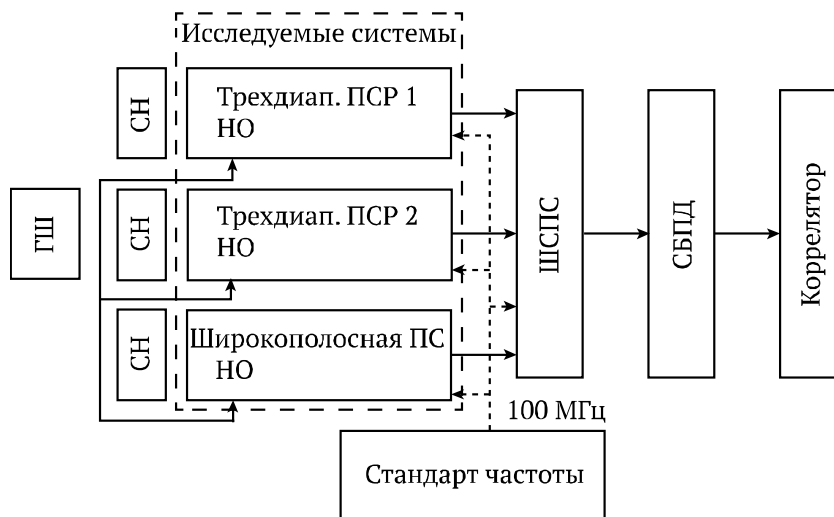 Исследуемые системы
СН
Трехдиап. ПСР 1
НО
ГШ
СН
Трехдиап. ПСР 2
НО
СН
Широкополосная ПС
НО
ШСПС
СБПД
Коррелятор
100 МГц
Стандарт частоты